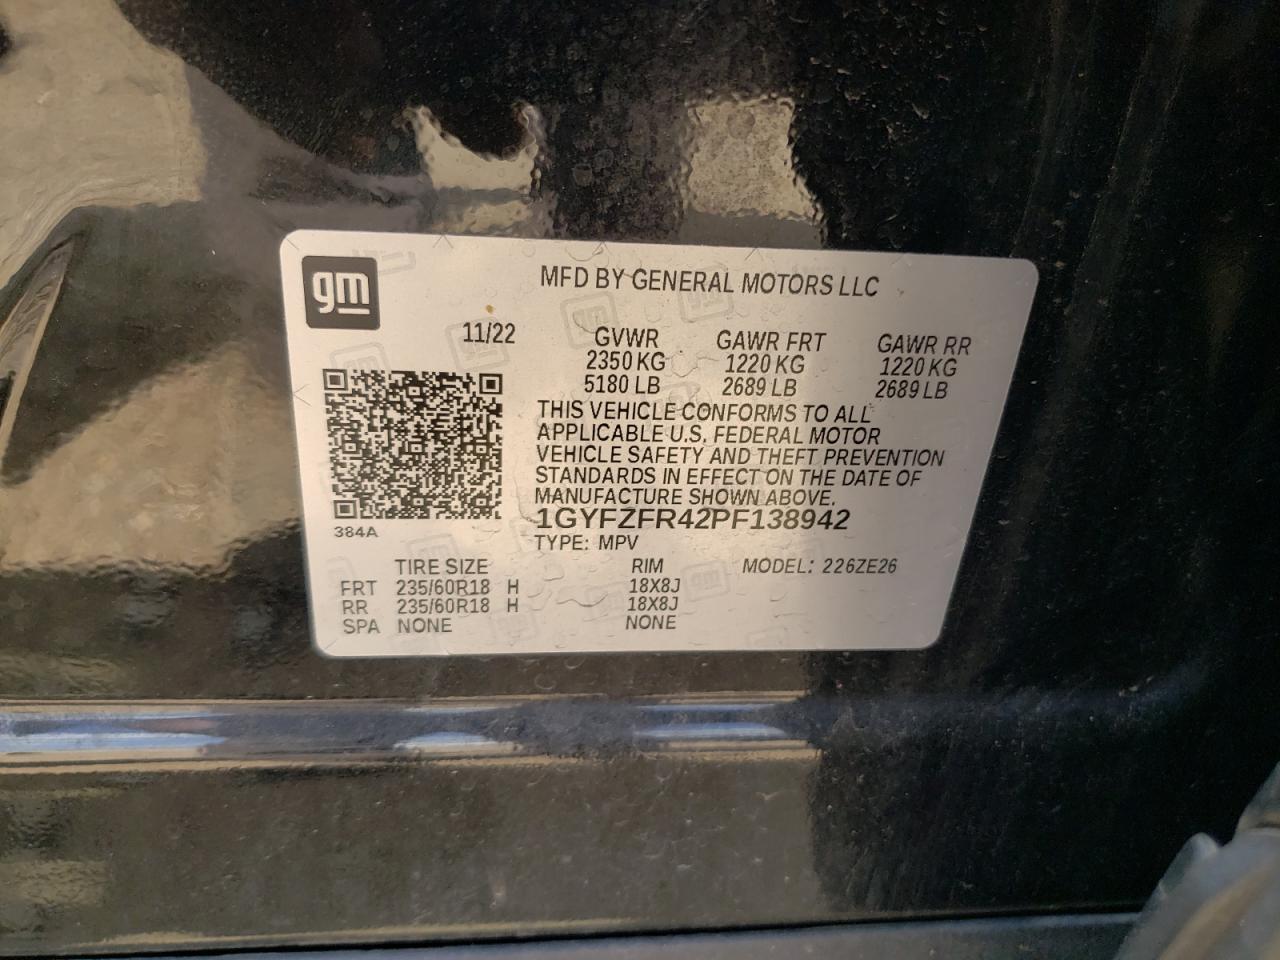 gm
MFD BY GENERAL MOTORS LLC
11/22 GVWR GAWR FRT GAWR RR
2350 KG 1220 KG 1220 KG
5180 LB 2689 LB 2689 LB
THIS VEHICLE CONFORMS TO ALL
APPLICABLE U.S. FEDERAL MOTOR
VEHICLE SAFETY AND THEFT PREVENTION
STANDARDS IN EFFECT ON THE DATE OF
MANUFACTURE SHOWN ABOVE.
1GYFZFR42PF138942
384A
TYPE: MPV
TIRE SIZE RIM MODEL: 226ZE26
FRT 235/60R18 H 18X8J
RR 235/60R18 H 18X8J
SPA NONE NONE